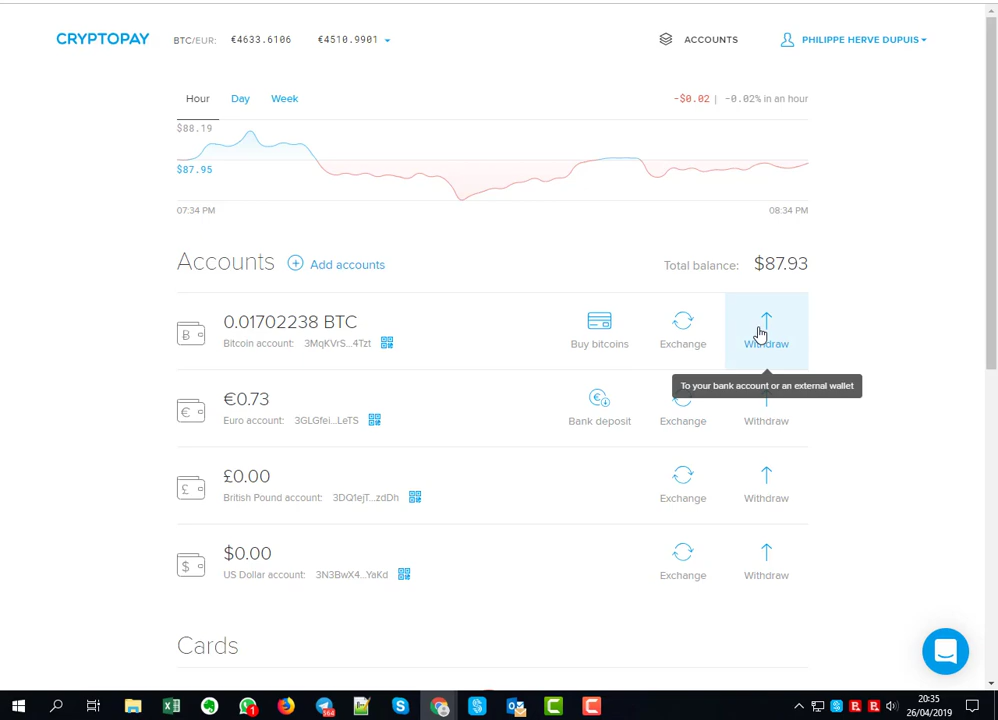 CRYPTOPAY BTC/EUR: €4633.6106 €4510.9901 ACCOUNTS PHILIPPE HERVE DUPUIS
Hour Day Week -$0.02 | -0.02% in an hour
$88.19
$87.95
07:34 PM 08:34 PM
Accounts Add accounts Total balance: $87.93
0.01702238 BTC
Bitcoin account: 3MqKVrS...4Tzt Buy bitcoins Exchange Withdraw
To your bank account or an external wallet
€0.73
Euro account: 3GLGfei...LeTS Bank deposit Exchange Withdraw
£0.00
British Pound account: 3DQ1ejT...zdDh Exchange Withdraw
$0.00
US Dollar account: 3N3BwX4...YaKd Exchange Withdraw
Cards
564
1
20:35
26/04/2019